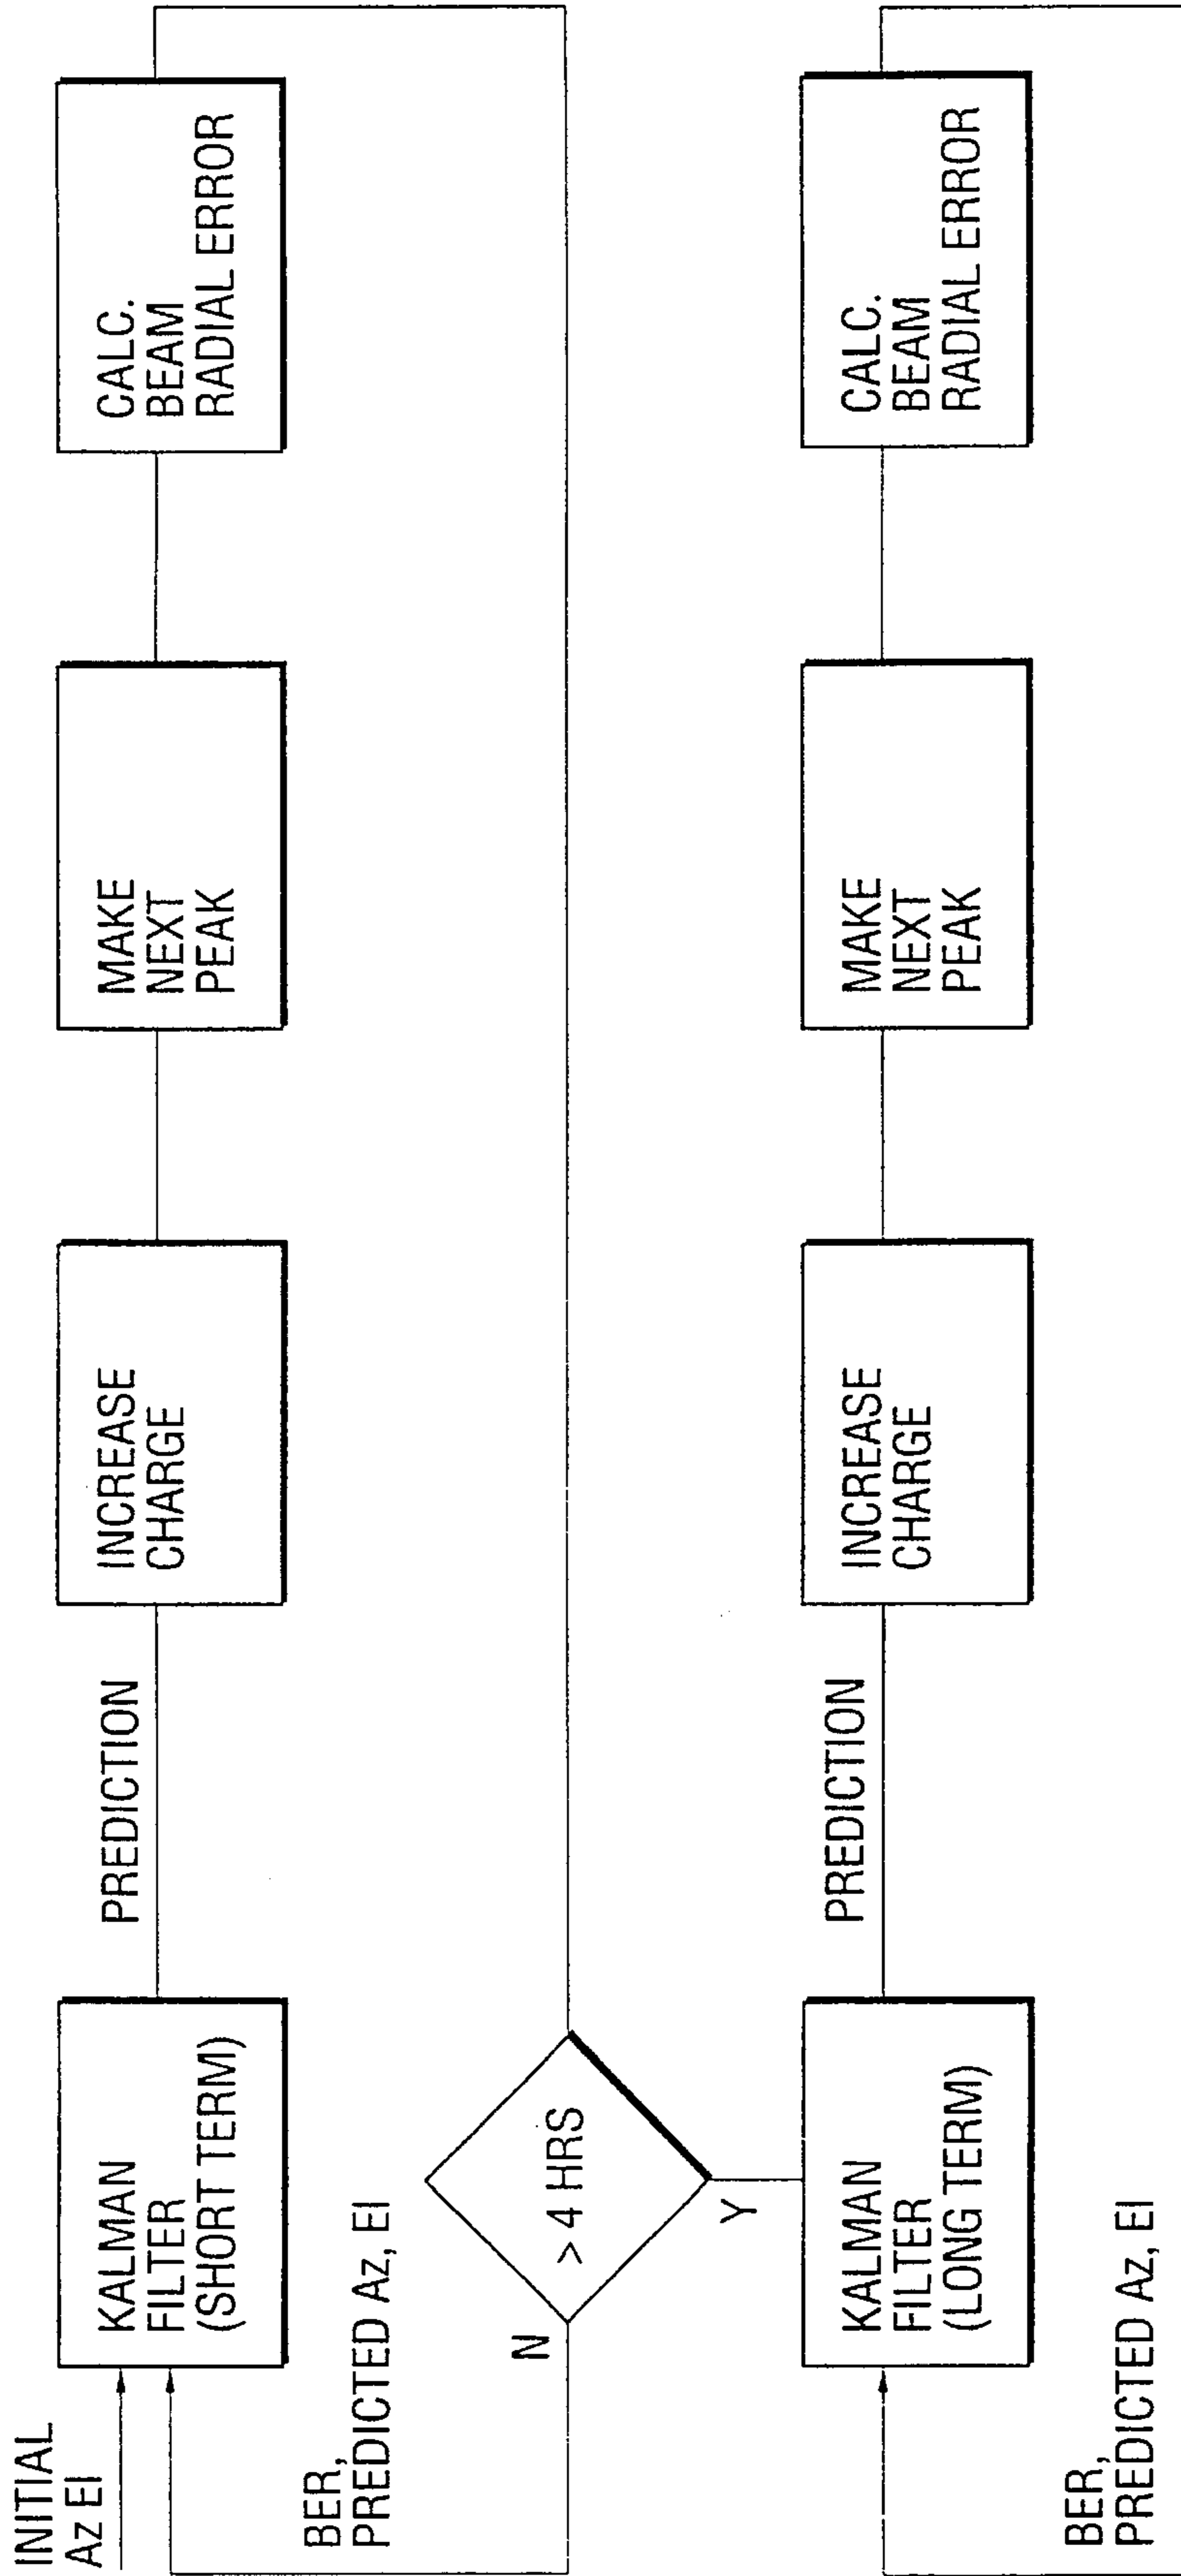 INITIAL
Az El
KALMAN
FILTER
(SHORT TERM)
PREDICTION
INCREASE
CHARGE
MAKE
NEXT
PEAK
CALC.
BEAM
RADIAL ERROR
BER,
PREDICTED Az, El
N
> 4 HRS
Y
KALMAN
FILTER
(LONG TERM)
PREDICTION
INCREASE
CHARGE
MAKE
NEXT
PEAK
CALC.
BEAM
RADIAL ERROR
BER,
PREDICTED Az, El